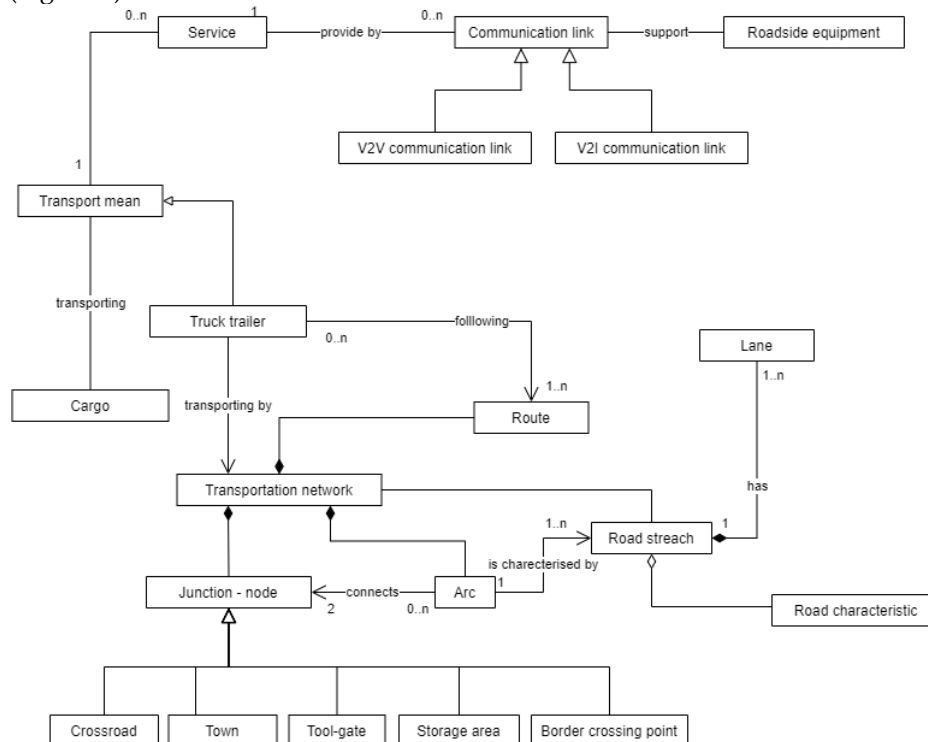 0..n
1
0..n
Service
provide by
Communication link
support
Roadside equipment
V2V communication link
V2I communication link
1
Transport mean
transporting
Truck trailer
folllowing
0..n
Lane
1..n
Cargo
transporting by
1..n
Route
Transportation network
has
1..n
1
Road streach
is charecterised by
Junction - node
connects
Arc
1
2
0..n
Road characteristic
Crossroad
Town
Tool-gate
Storage area
Border crossing point